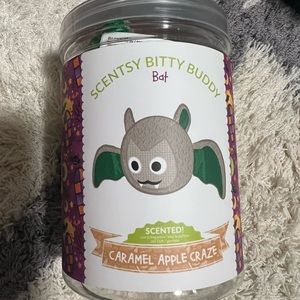 SCENTSY BITTY BUDDY
Bat
SCENTED!
CARAMEL APPLE CRAZE